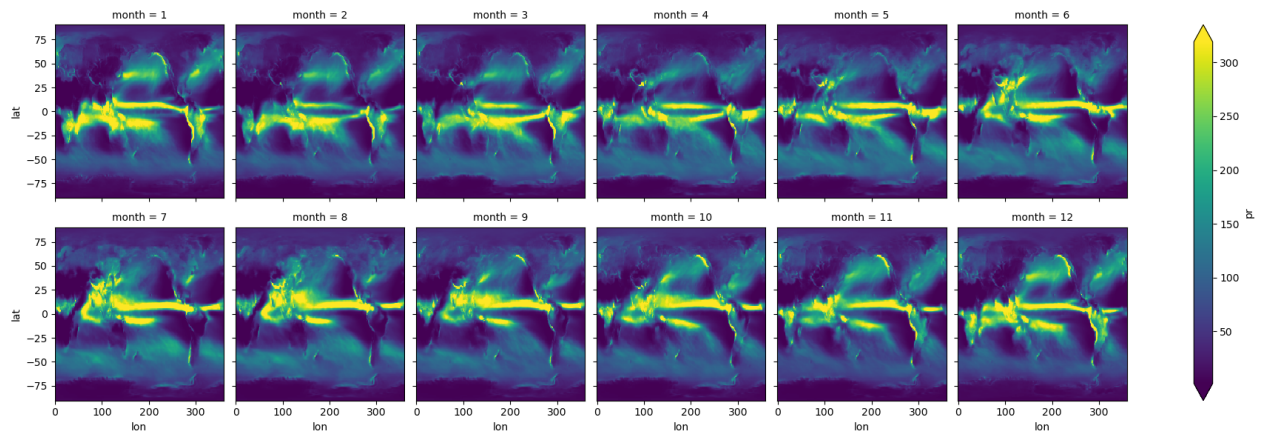 month = 1
month = 2
month = 3
month = 4
month = 5
month = 6
75
50
25
0
−25
−50
−75
lat
month = 7
month = 8
month = 9
month = 10
month = 11
month = 12
75
50
25
0
−25
−50
−75
lat
0 100 200 300
0 100 200 300
0 100 200 300
0 100 200 300
0 100 200 300
0 100 200 300
lon
lon
lon
lon
lon
lon
300
250
200
150
100
50
pr